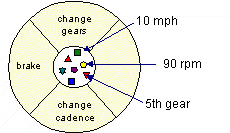 change
gears
10 mph
brake
90 rpm
5th gear
change
cadence